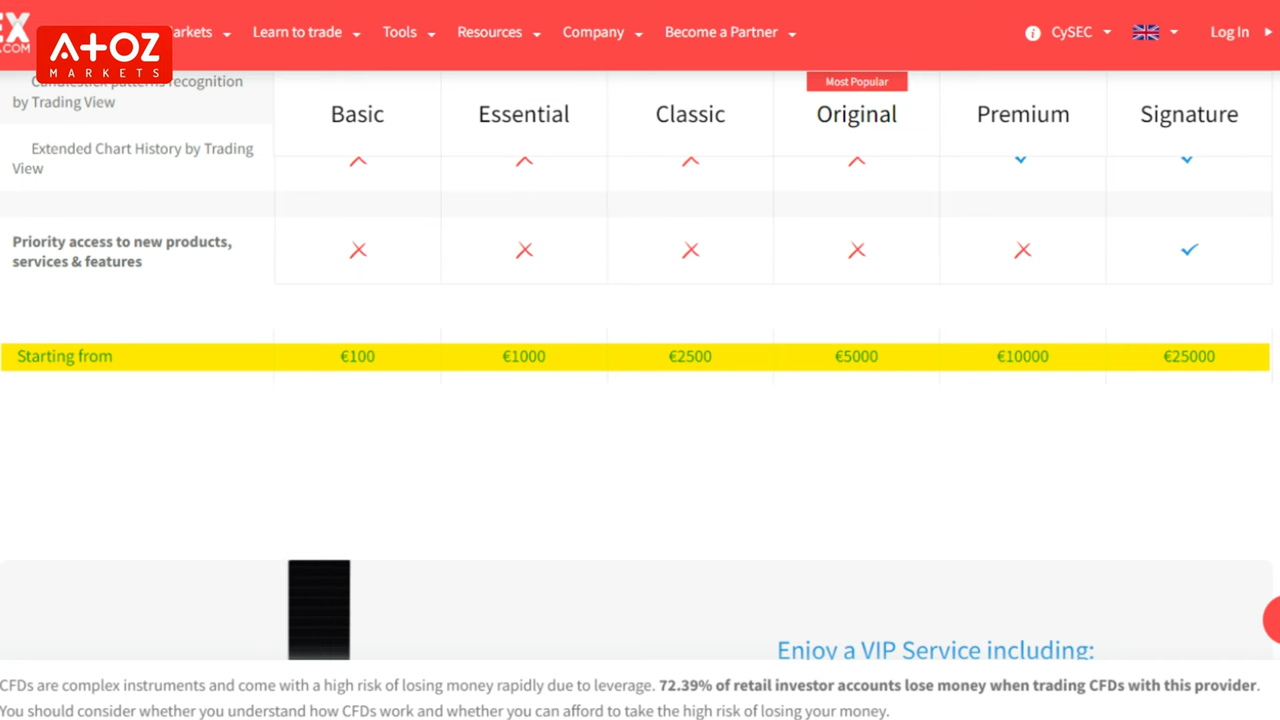 EX
.COM
A+OZ
MARKETS
arkets Learn to trade Tools Resources Company Become a Partner CySEC Log In
Most Popular
recognition
by Trading View
Basic Essential Classic Original Premium Signature
Extended Chart History by Trading
View
Priority access to new products,
services & features
Starting from €100 €1000 €2500 €5000 €10000 €25000
Enjoy a VIP Service including:
CFDs are complex instruments and come with a high risk of losing money rapidly due to leverage. 72.39% of retail investor accounts lose money when trading CFDs with this provider.
You should consider whether you understand how CFDs work and whether you can afford to take the high risk of losing your money.